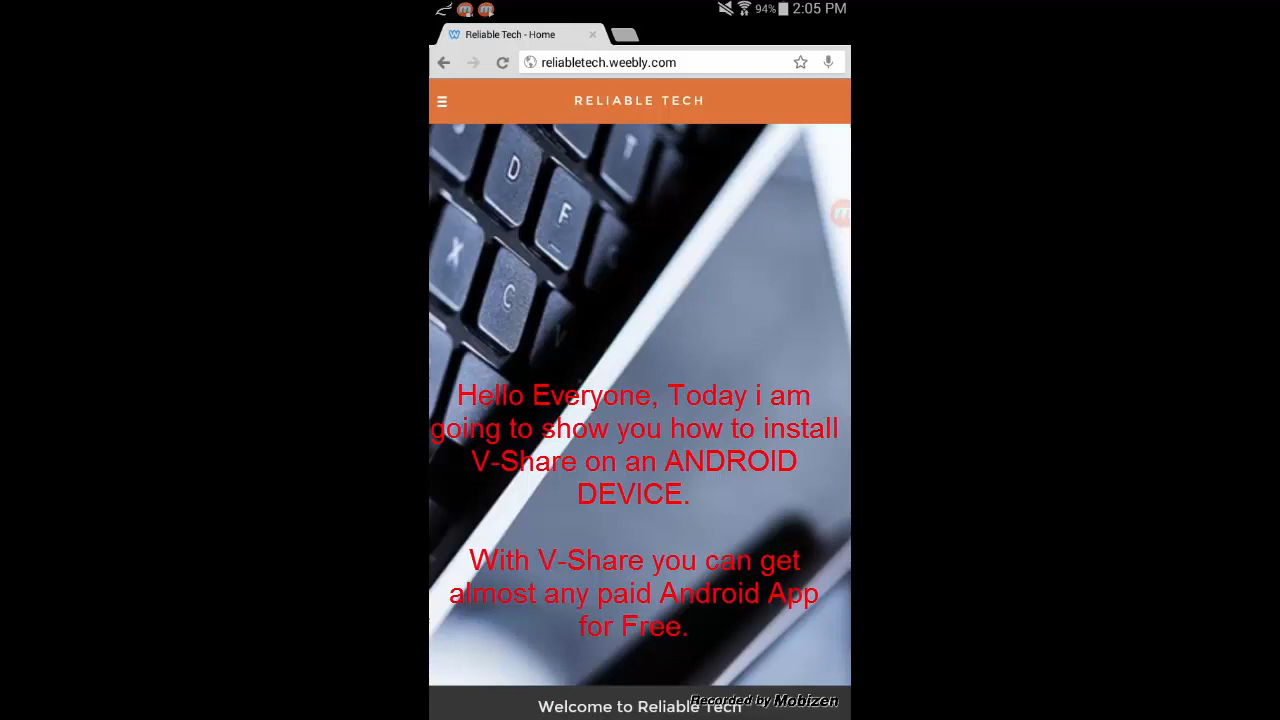 94% 2:05 PM
Reliable Tech - Home
reliabletech.weebly.com
RELIABLE TECH
D
T
F
X
C
Hello Everyone, Today i am
going to show you how to install
V-Share on an ANDROID
DEVICE.
With V-Share you can get
almost any paid Android App
for Free.
Welcome to Reliable Tech
Recorded by Mobizen